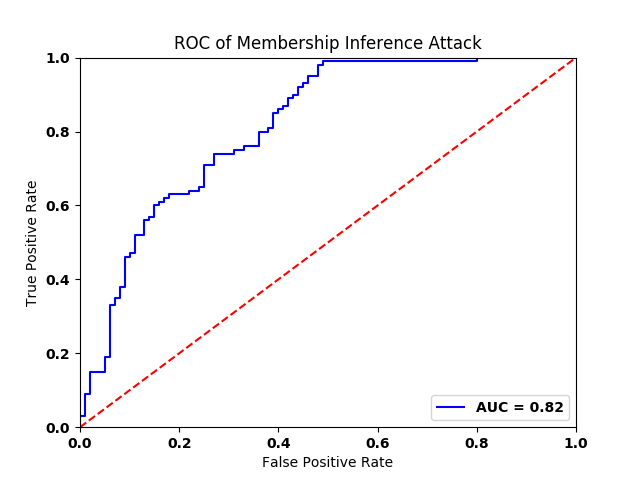 ROC of Membership Inference Attack
1.0
0.8
0.6
0.4
0.2
0.0
True Positive Rate
AUC = 0.82
0.0 0.2 0.4 0.6 0.8 1.0
False Positive Rate